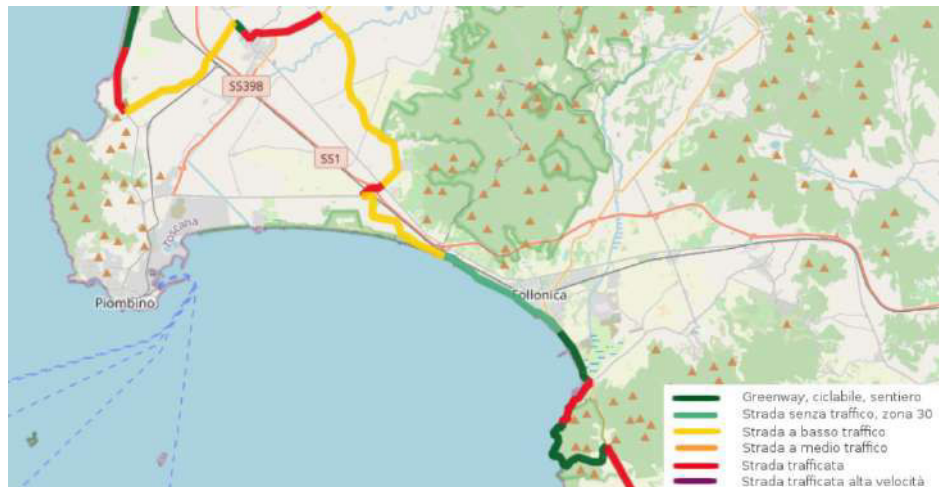 SS398
SS1
Toscana
Follonica
Piombino
Greenway, ciclabile, sentiero
Strada senza traffico, zona 30
Strada a basso traffico
Strada a medio traffico
Strada trafficata
Strada trafficata alta velocità